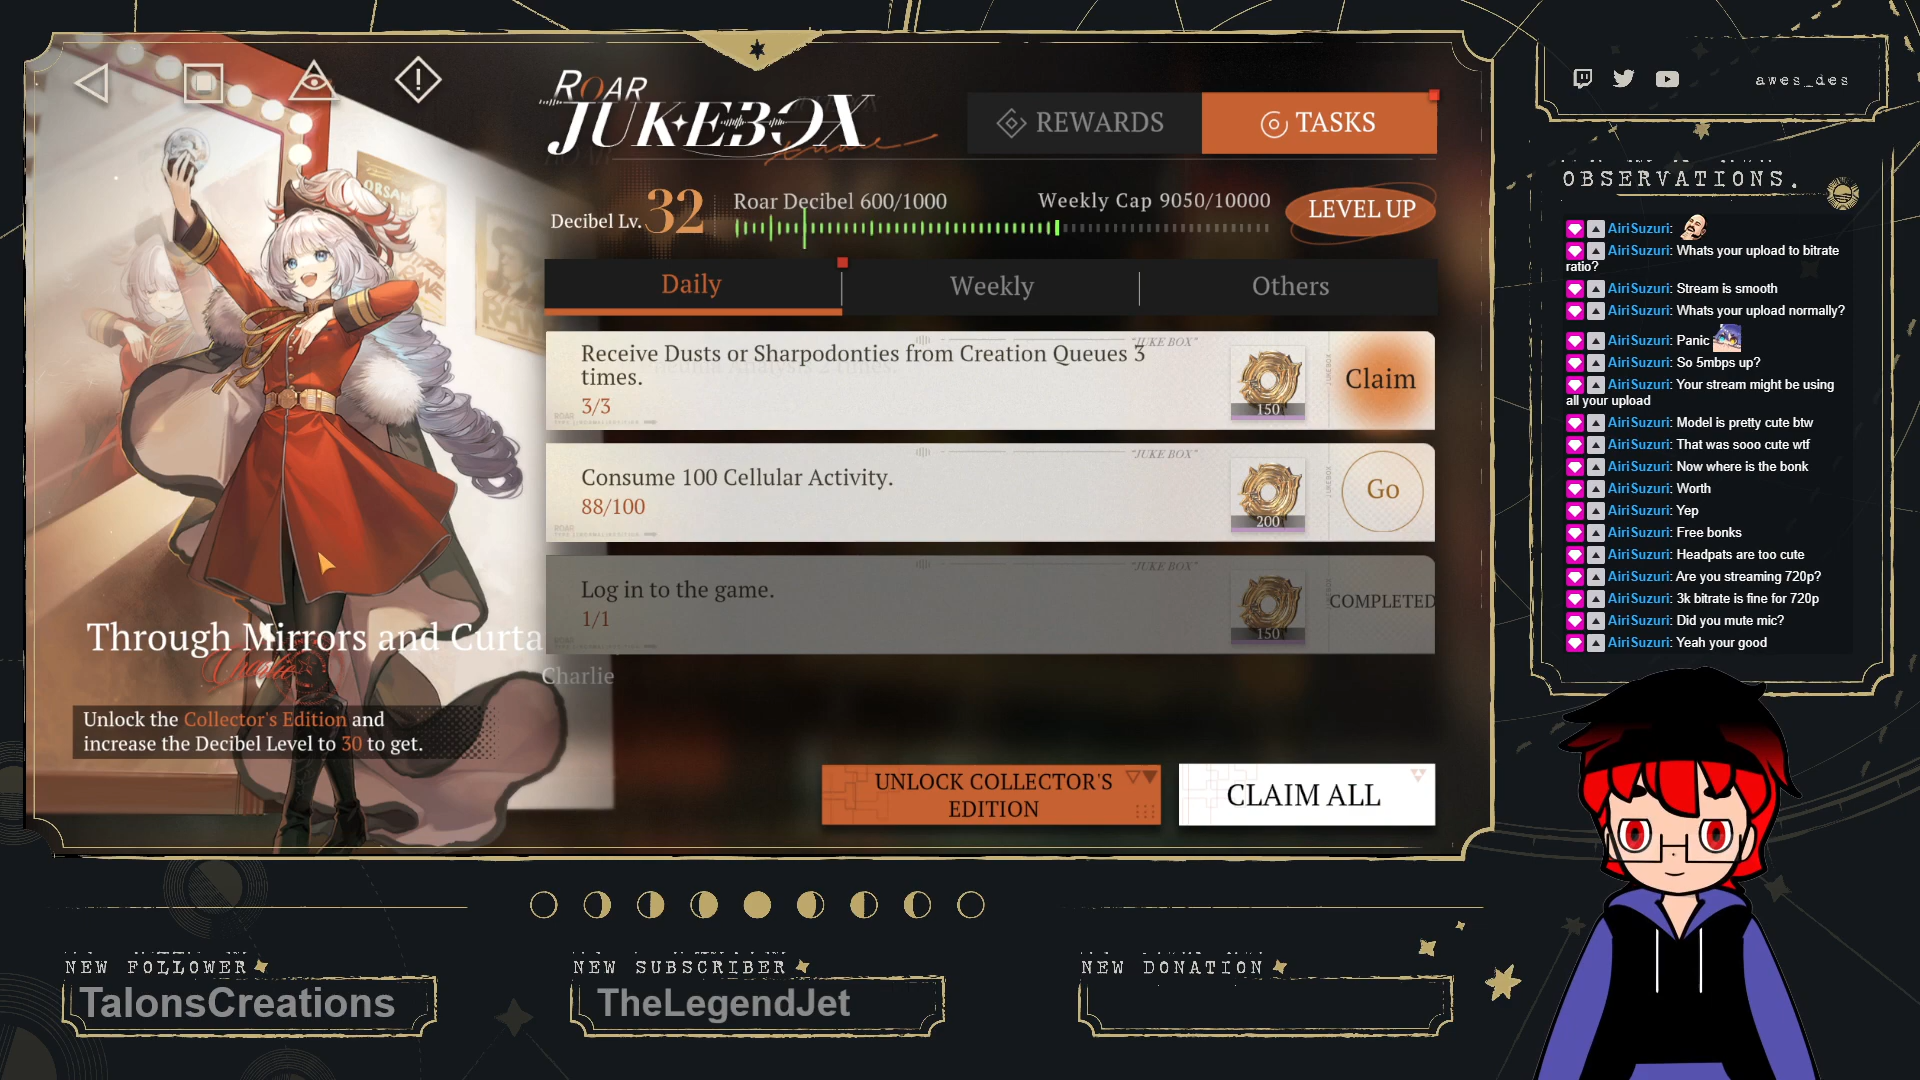 ROAR
JUKEBOX
REWARDS
TASKS
awes_des
Decibel Lv. 32
Roar Decibel 600/1000
Weekly Cap 9050/10000
LEVEL UP
Daily
Weekly
Others
"JUKE BOX"
Receive Dusts or Sharpodonties from Creation Queues 3
times.
3/3
150
Claim
"JUKE BOX"
Consume 100 Cellular Activity.
88/100
200
Go
"JUKE BOX"
Log in to the game.
1/1
150
COMPLETED
Through Mirrors and Curta
Charlie
Charlie
Unlock the Collector's Edition and
increase the Decibel Level to 30 to get.
UNLOCK COLLECTOR'S
EDITION
CLAIM ALL
OBSERVATIONS.
AiriSuzuri:
AiriSuzuri: Whats your upload to bitrate
ratio?
AiriSuzuri: Stream is smooth
AiriSuzuri: Whats your upload normally?
AiriSuzuri: Panic
AiriSuzuri: So 5mbps up?
AiriSuzuri: Your stream might be using
all your upload
AiriSuzuri: Model is pretty cute btw
AiriSuzuri: That was sooo cute wtf
AiriSuzuri: Now where is the bonk
AiriSuzuri: Worth
AiriSuzuri: Yep
AiriSuzuri: Free bonks
AiriSuzuri: Headpats are too cute
AiriSuzuri: Are you streaming 720p?
AiriSuzuri: 3k bitrate is fine for 720p
AiriSuzuri: Did you mute mic?
AiriSuzuri: Yeah your good
NEW FOLLOWER
TalonsCreations
NEW SUBSCRIBER
TheLegendJet
NEW DONATION